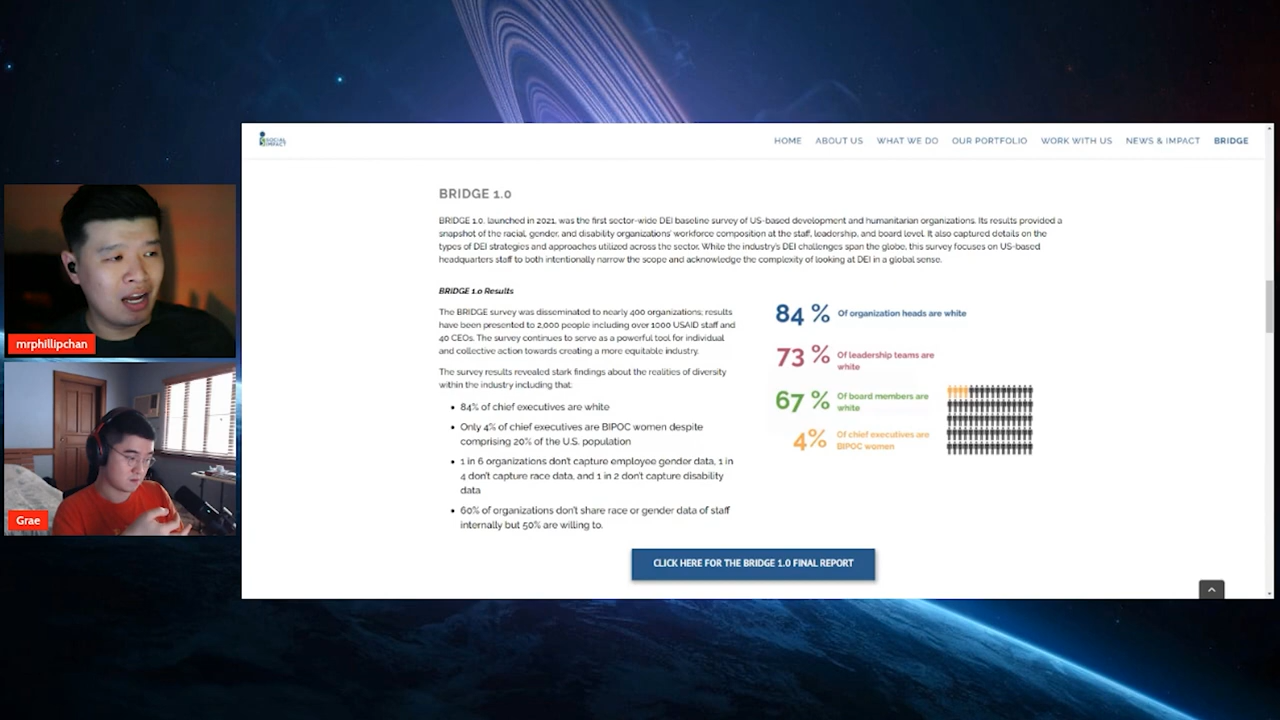 SOCIAL
IMPACT
HOME ABOUT US WHAT WE DO OUR PORTFOLIO WORK WITH US NEWS & IMPACT BRIDGE
BRIDGE 1.0
BRIDGE 1.0, launched in 2021, was the first sector-wide DEI baseline survey of US-based development and humanitarian organizations. Its results provided a
snapshot of the racial, gender, and disability organizations' workforce composition at the staff, leadership, and board level. It also captured details on the
types of DEI strategies and approaches utilized across the sector. While the industry's DEI challenges span the globe, this survey focuses on US-based
headquarters staff to both intentionally narrow the scope and acknowledge the complexity of looking at DEI in a global sense.
BRIDGE 1.0 Results
The BRIDGE survey was disseminated to nearly 400 organizations; results
have been presented to 2,000 people including over 1000 USAID staff and
40 CEOs. The survey continues to serve as a powerful tool for individual
and collective action towards creating a more equitable industry.
The survey results revealed stark findings about the realities of diversity
within the industry including that:
• 84% of chief executives are white
• Only 4% of chief executives are BIPOC women despite
comprising 20% of the U.S. population
• 1 in 6 organizations don't capture employee gender data, 1 in
4 don't capture race data, and 1 in 2 don't capture disability
data
• 60% of organizations don't share race or gender data of staff
internally but 50% are willing to.
84 % Of organization heads are white
73 % Of leadership teams are
white
67 % Of board members are
white
4% Of chief executives are
BIPOC women
CLICK HERE FOR THE BRIDGE 1.0 FINAL REPORT
mrphillipchan
Grae